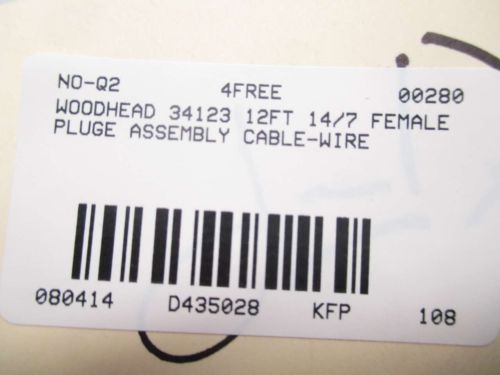 NO-Q2 4FREE 00280
WOODHEAD 34123 12FT 14/7 FEMALE
PLUGE ASSEMBLY CABLE-WIRE
080414 D435028 KFP 108